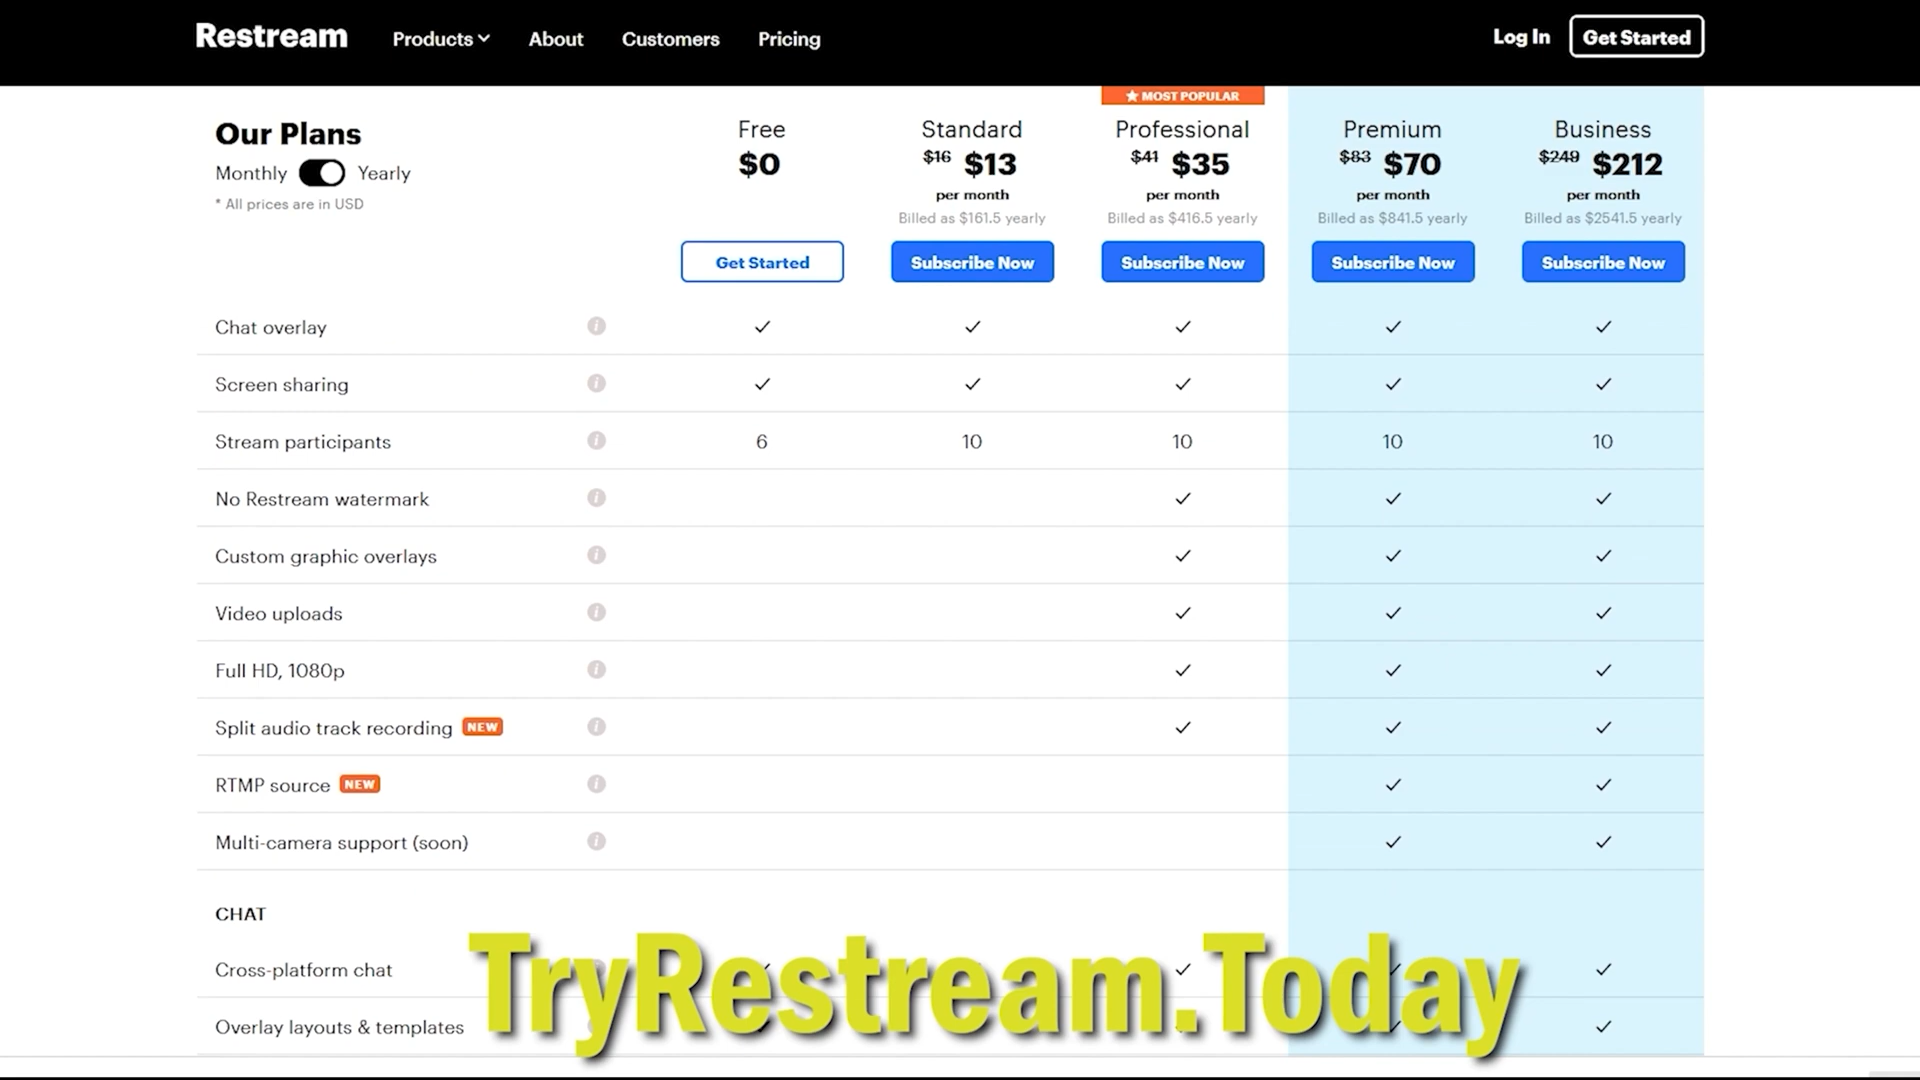 Restream Products About Customers Pricing Log In Get Started
★ MOST POPULAR
Our Plans Free Standard Professional Premium Business
$0 $16 $13 $41 $35 $83 $70 $249 $212
Monthly Yearly per month per month per month per month
* All prices are in USD Billed as $161.5 yearly Billed as $416.5 yearly Billed as $841.5 yearly Billed as $2541.5 yearly
Get Started Subscribe Now Subscribe Now Subscribe Now Subscribe Now
Chat overlay i ✓ ✓ ✓ ✓ ✓
Screen sharing i ✓ ✓ ✓ ✓ ✓
Stream participants i 6 10 10 10 10
No Restream watermark i ✓ ✓ ✓
Custom graphic overlays i ✓ ✓ ✓
Video uploads i ✓ ✓ ✓
Full HD, 1080p i ✓ ✓ ✓
Split audio track recording NEW i ✓ ✓ ✓
RTMP source NEW i ✓ ✓
Multi-camera support (soon) i ✓ ✓
CHAT
Cross-platform chat
TryRestream.Today
Overlay layouts & templates